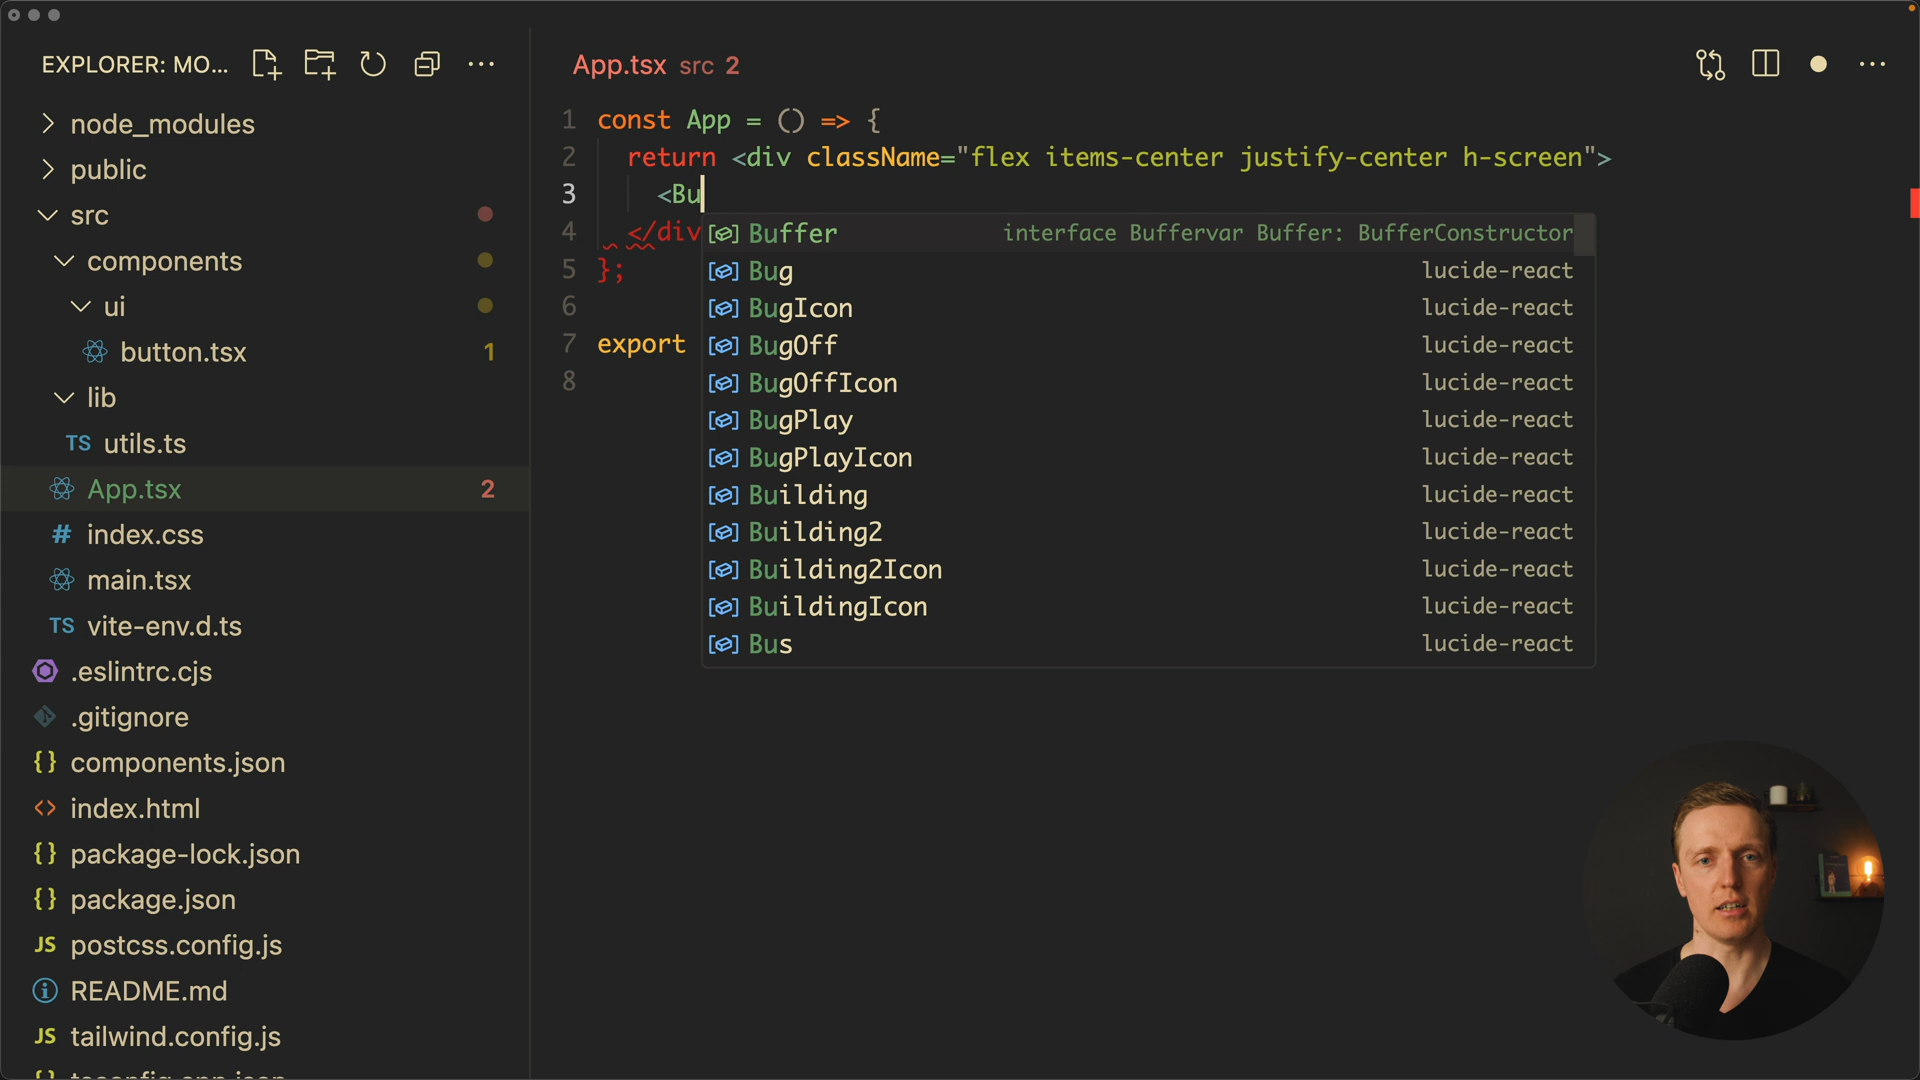 EXPLORER: MO...
node_modules
public
src
components
ui
button.tsx 1
lib
TS utils.ts
App.tsx 2
# index.css
main.tsx
TS vite-env.d.ts
.eslintrc.cjs
.gitignore
{} components.json
<> index.html
{} package-lock.json
{} package.json
JS postcss.config.js
README.md
JS tailwind.config.js
App.tsx src 2
1 const App = () => {
2 return <div className="flex items-center justify-center h-screen">
3 <Bu
4 </div
5 };
6
7 export
8
Buffer interface Buffervar Buffer: BufferConstructor
Bug lucide-react
BugIcon lucide-react
BugOff lucide-react
BugOffIcon lucide-react
BugPlay lucide-react
BugPlayIcon lucide-react
Building lucide-react
Building2 lucide-react
Building2Icon lucide-react
BuildingIcon lucide-react
Bus lucide-react